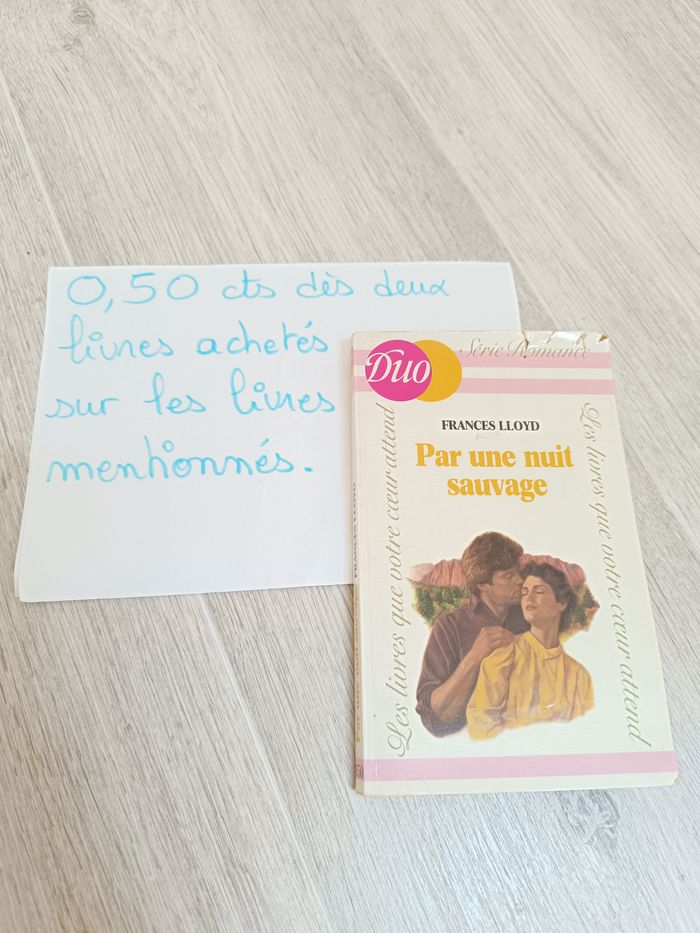 0,50 cts dès deux
livres achetés
sur les livres
mentionnés.
Duo
Série Romance
FRANCES LLOYD
Par une nuit
sauvage
Les livres que votre cœur attend
Les livres que votre cœur attend